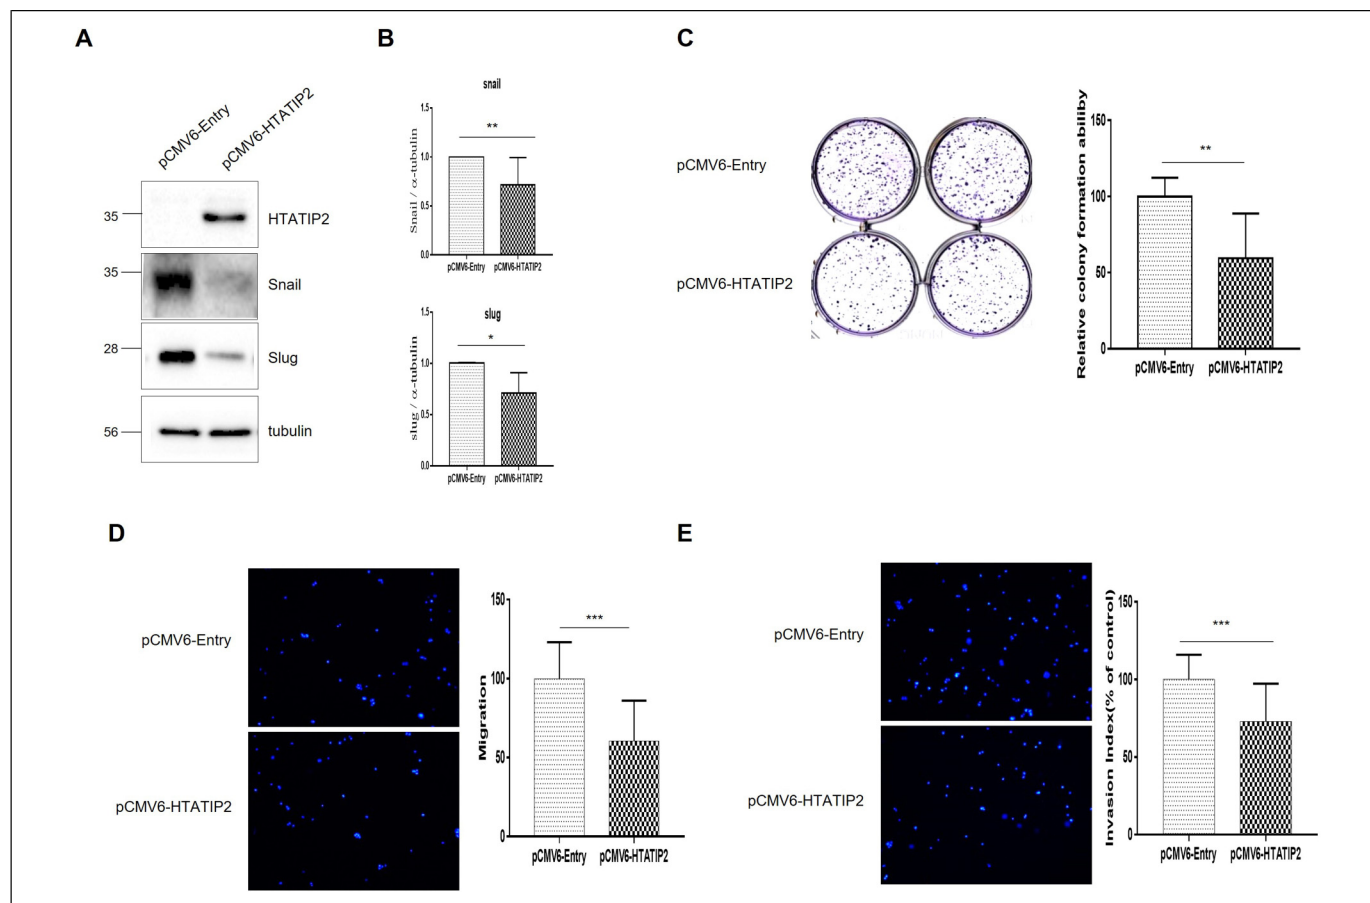 A
pCMV6-Entry
pCMV6-HTATIP2
35
HTATIP2
35
Snail
28
Slug
56
tubulin
B
snail
Snail / α-tubulin
1.5
1.0
0.5
0.0
**
pCMV6-Entry
pCMV6-HTATIP2
slug
slug / α-tubulin
1.5
1.0
0.5
0.0
*
pCMV6-Entry
pCMV6-HTATIP2
C
pCMV6-Entry
pCMV6-HTATIP2
Relative colony formation abiliby
150
100
50
0
**
pCMV6-Entry
pCMV6-HTATIP2
D
pCMV6-Entry
pCMV6-HTATIP2
Migration
150
100
50
0
***
pCMV6-Entry
pCMV6-HTATIP2
E
pCMV6-Entry
pCMV6-HTATIP2
Invasion Index(% of control)
150
100
50
0
***
pCMV6-Entry
pCMV6-HTATIP2